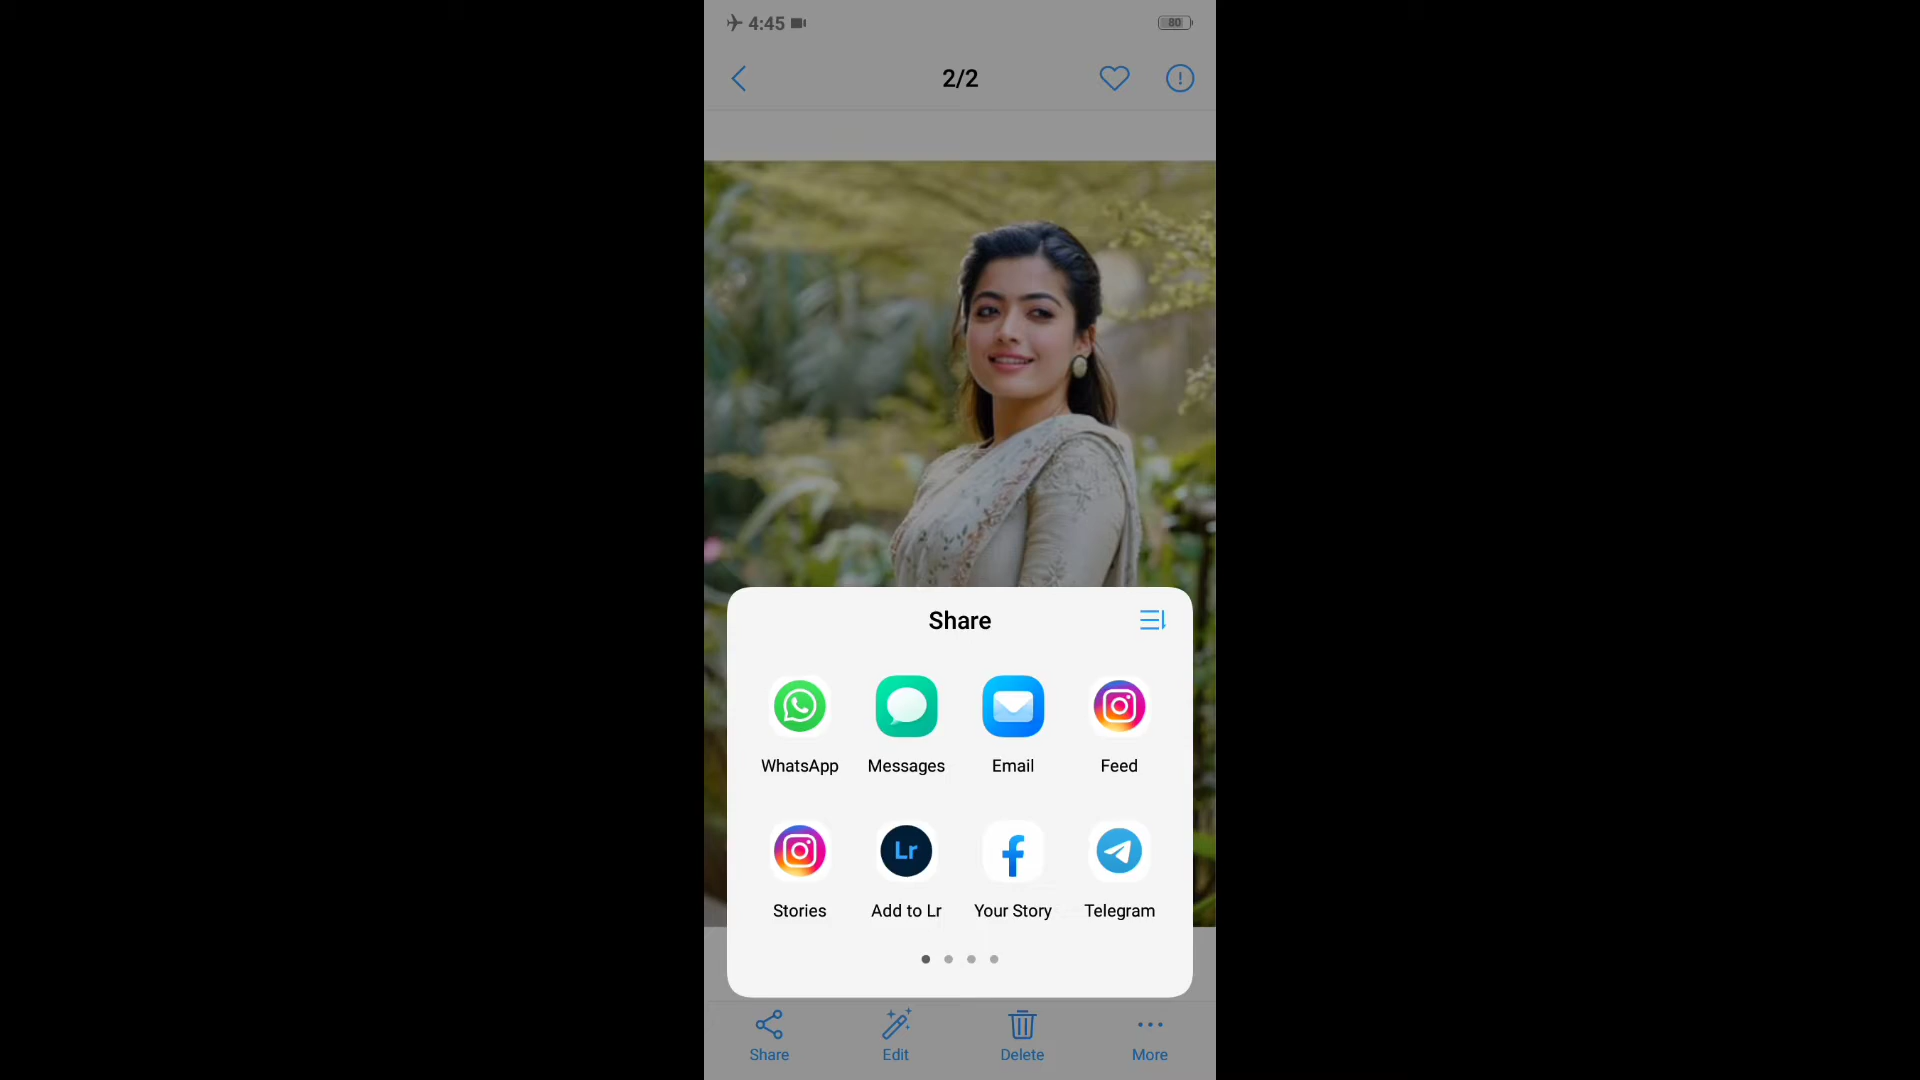 4:45
80
2/2
Share
WhatsApp Messages Email Feed
Lr
Stories Add to Lr Your Story Telegram
Share Edit Delete More